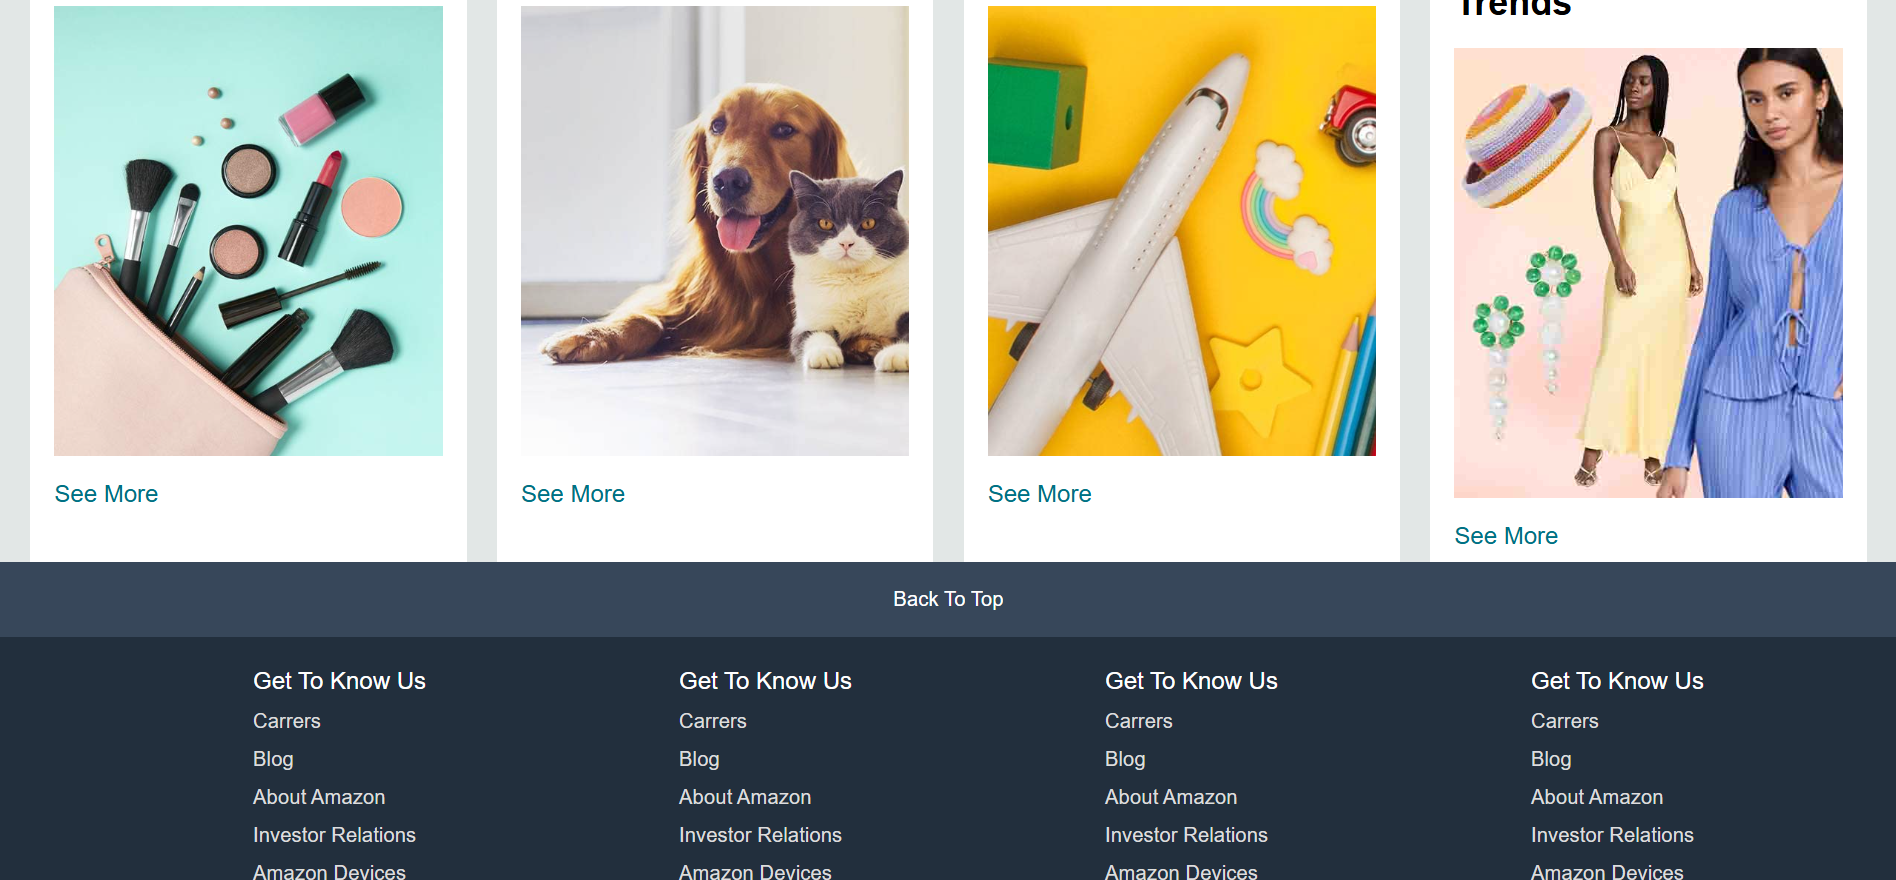 Trends
See More
See More
See More
See More
Back To Top
Get To Know Us
Carrers
Blog
About Amazon
Investor Relations
Amazon Devices
Get To Know Us
Carrers
Blog
About Amazon
Investor Relations
Amazon Devices
Get To Know Us
Carrers
Blog
About Amazon
Investor Relations
Amazon Devices
Get To Know Us
Carrers
Blog
About Amazon
Investor Relations
Amazon Devices